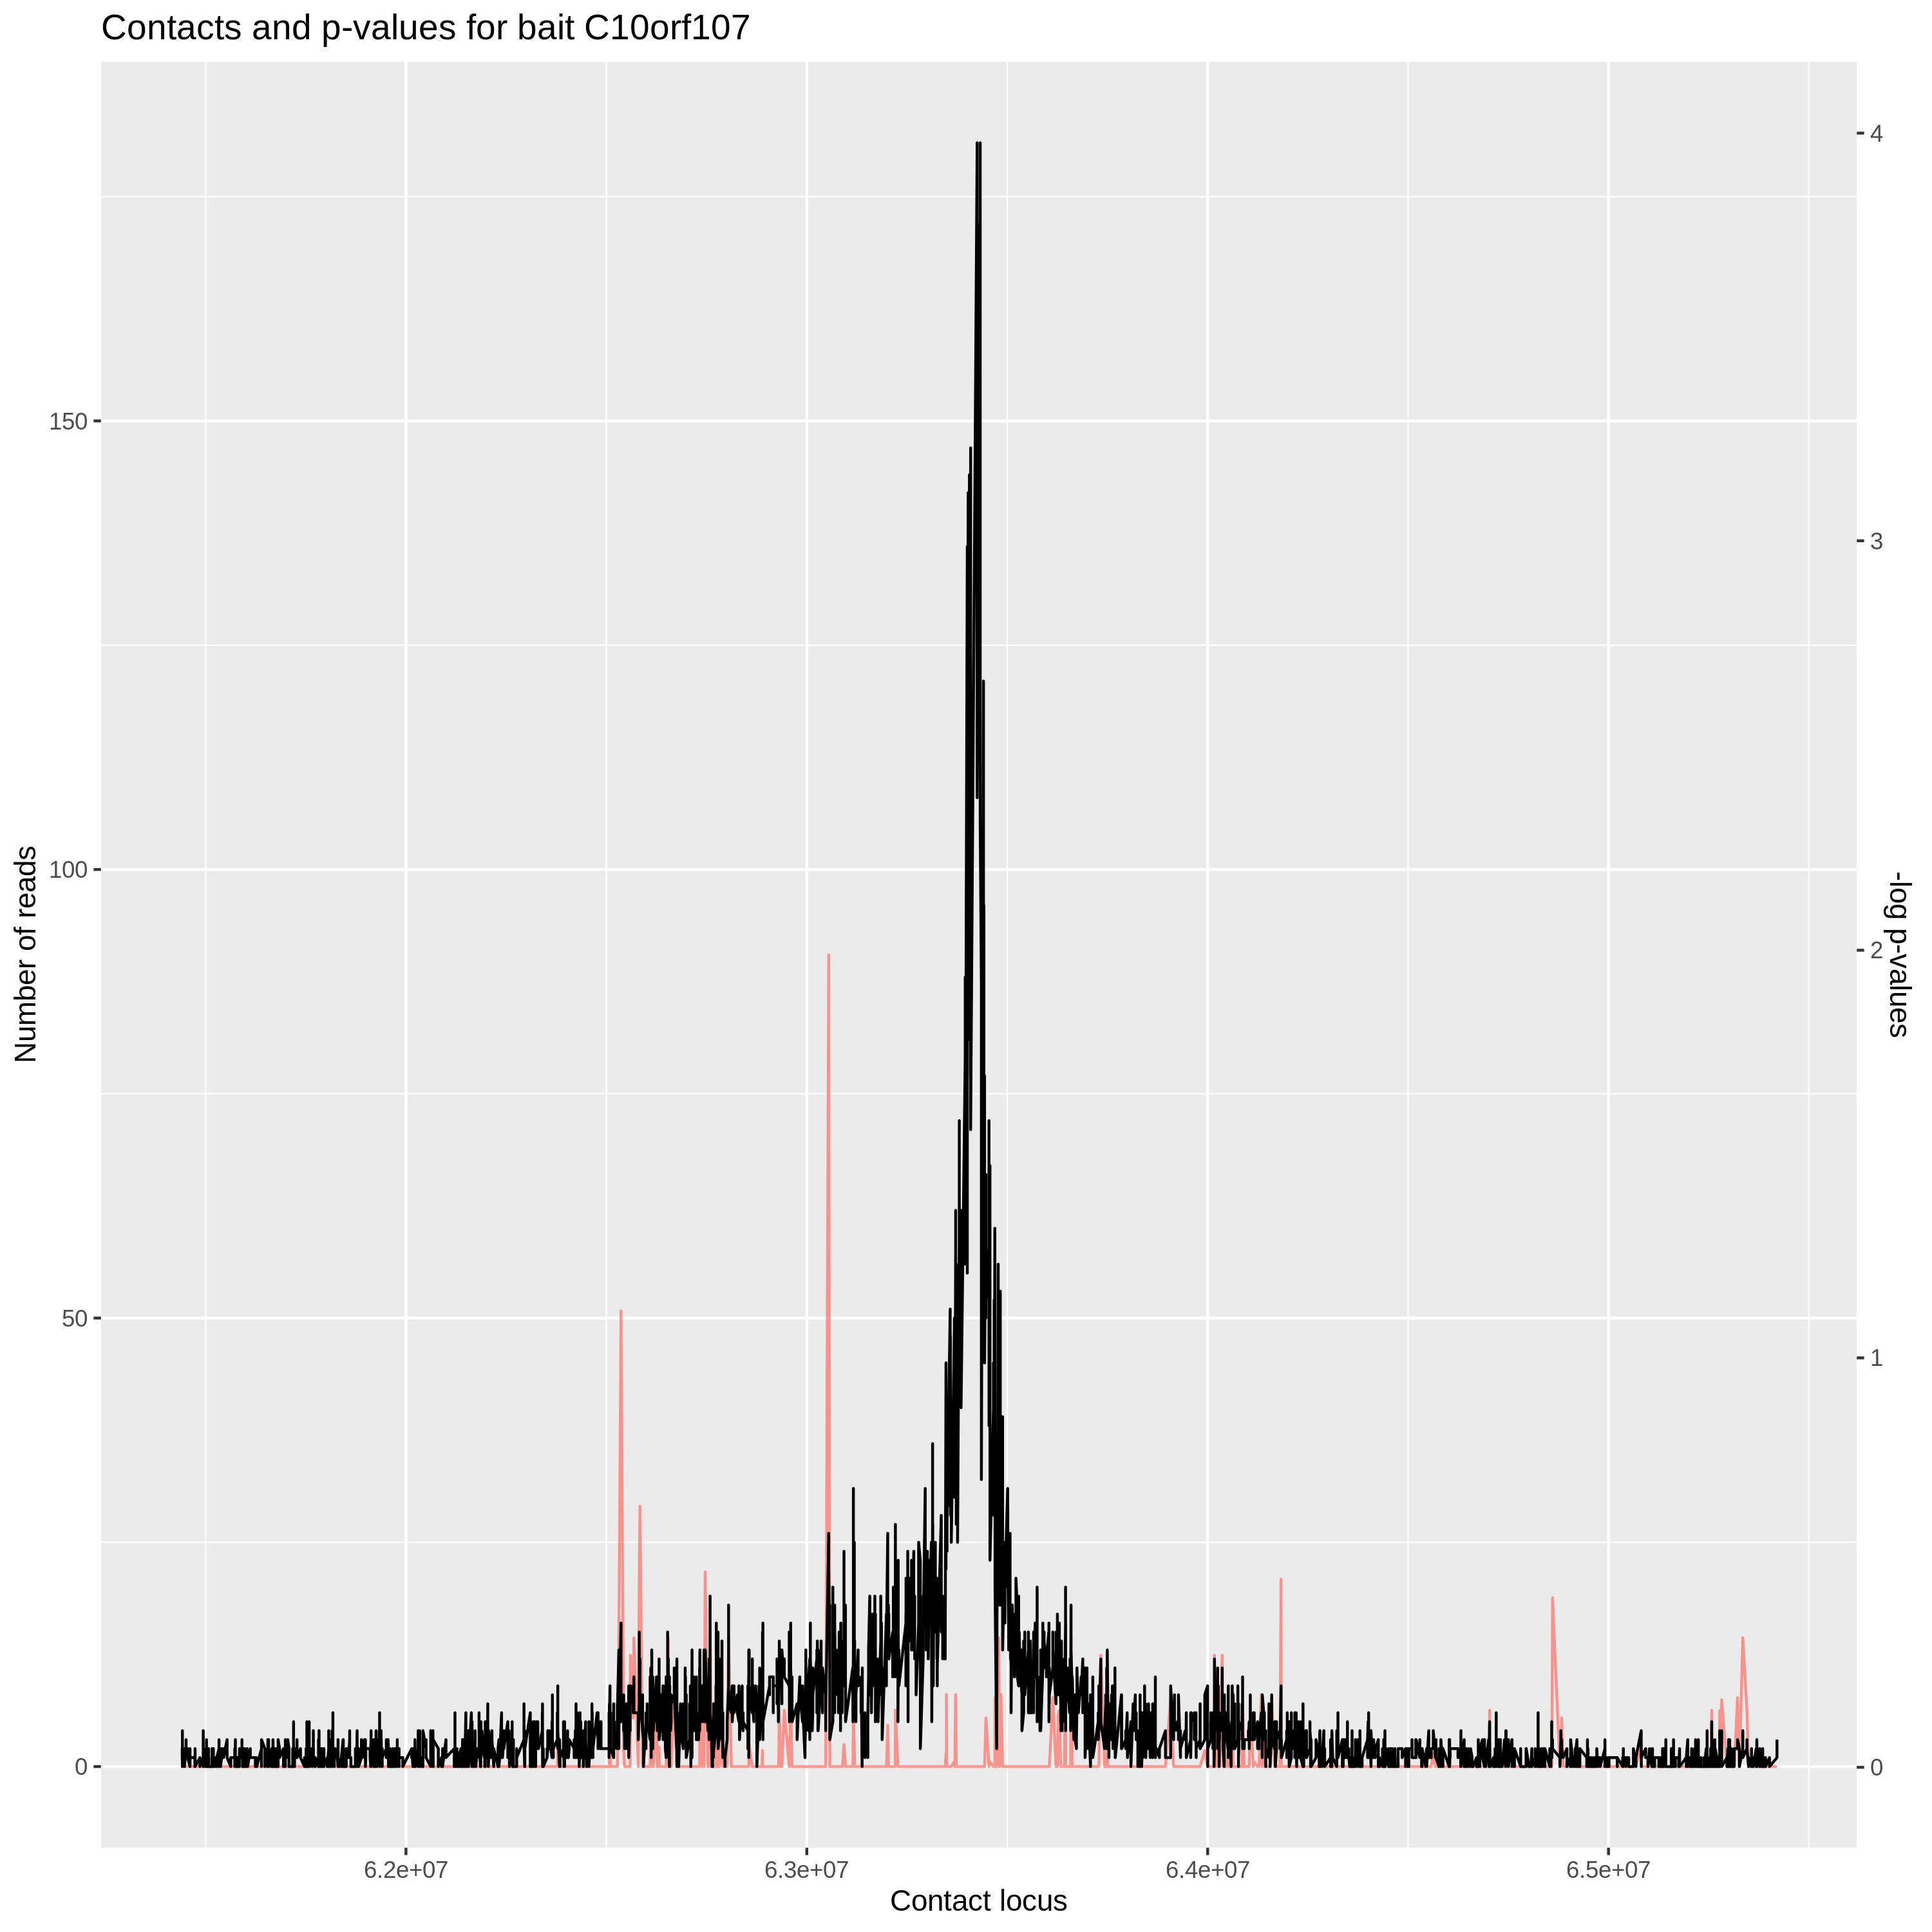 Contacts and p-values for bait C10orf107
150
100
50
0
4
3
2
1
0
Number of reads
-log p-values
6.2e+07
6.3e+07
6.4e+07
6.5e+07
Contact locus